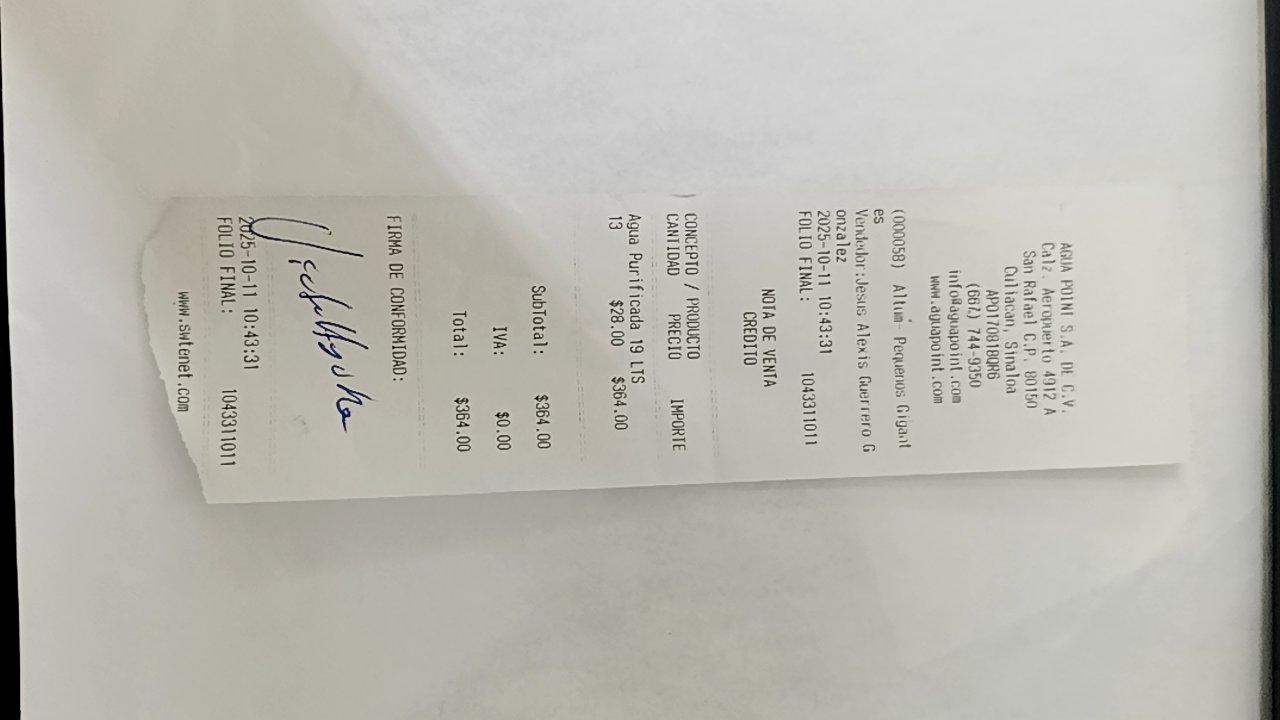 AGUA POINT S.A. DE C.V.
Calz. Aeropuerto 4912 A
San Rafael C.P. 80150
Culiacan, Sinaloa
APO170818QR6
(667) 744-9350
info@aguapoint.com
www.aguapoint.com
(000058) Altum- Pequenos Gigant
es
Vendedor:Jesus Alexis Guerrero G
onzalez
2025-10-11 10:43:31
FOLIO FINAL: 1043311011
NOTA DE VENTA
CREDITO
CONCEPTO / PRODUCTO
CANTIDAD PRECIO IMPORTE
Agua Purificada 19 LTS
13 $28.00 $364.00
SubTotal: $364.00
IVA: $0.00
Total: $364.00
FIRMA DE CONFORMIDAD:
2025-10-11 10:43:31
FOLIO FINAL: 1043311011
www.swtenet.com